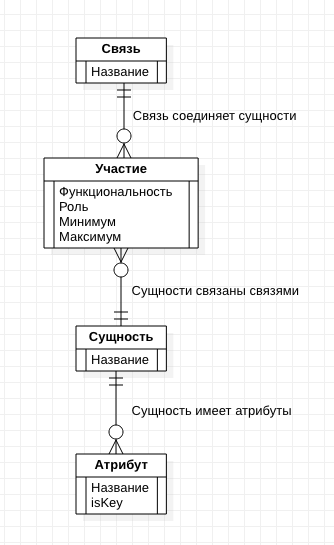 Связь
Название
Связь соединяет сущности
Участие
Функциональность
Роль
Минимум
Максимум
Сущности связаны связями
Сущность
Название
Сущность имеет атрибуты
Атрибут
Название
isKey